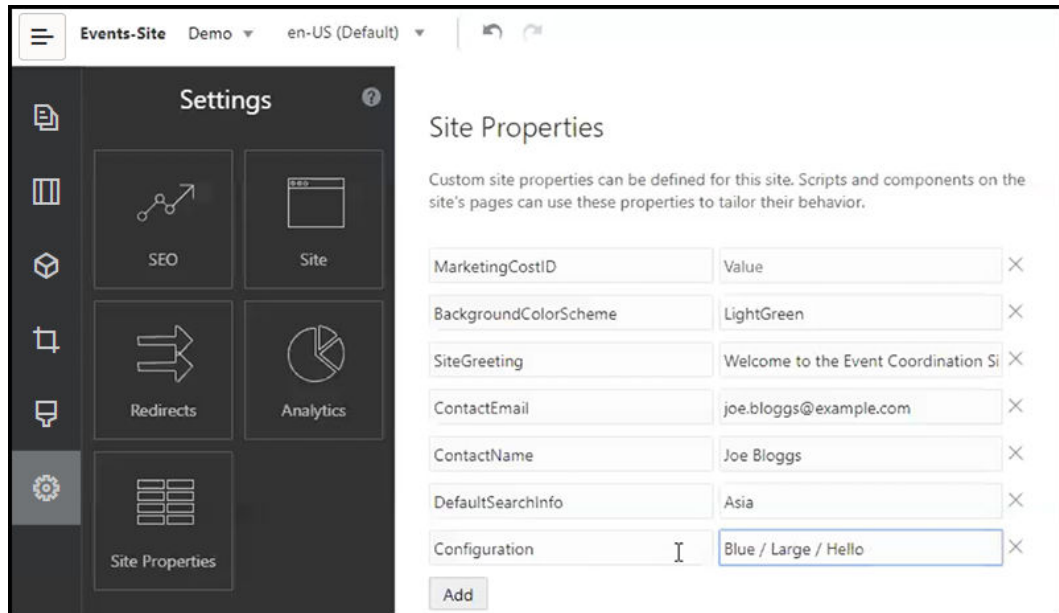 Events-Site Demo en-US (Default)
Settings
?
SEO
Site
Redirects
Analytics
Site Properties
Site Properties
Custom site properties can be defined for this site. Scripts and components on the
site's pages can use these properties to tailor their behavior.
MarketingCostID Value
BackgroundColorScheme LightGreen
SiteGreeting Welcome to the Event Coordination Si
ContactEmail joe.bloggs@example.com
ContactName Joe Bloggs
DefaultSearchInfo Asia
Configuration Blue / Large / Hello
Add